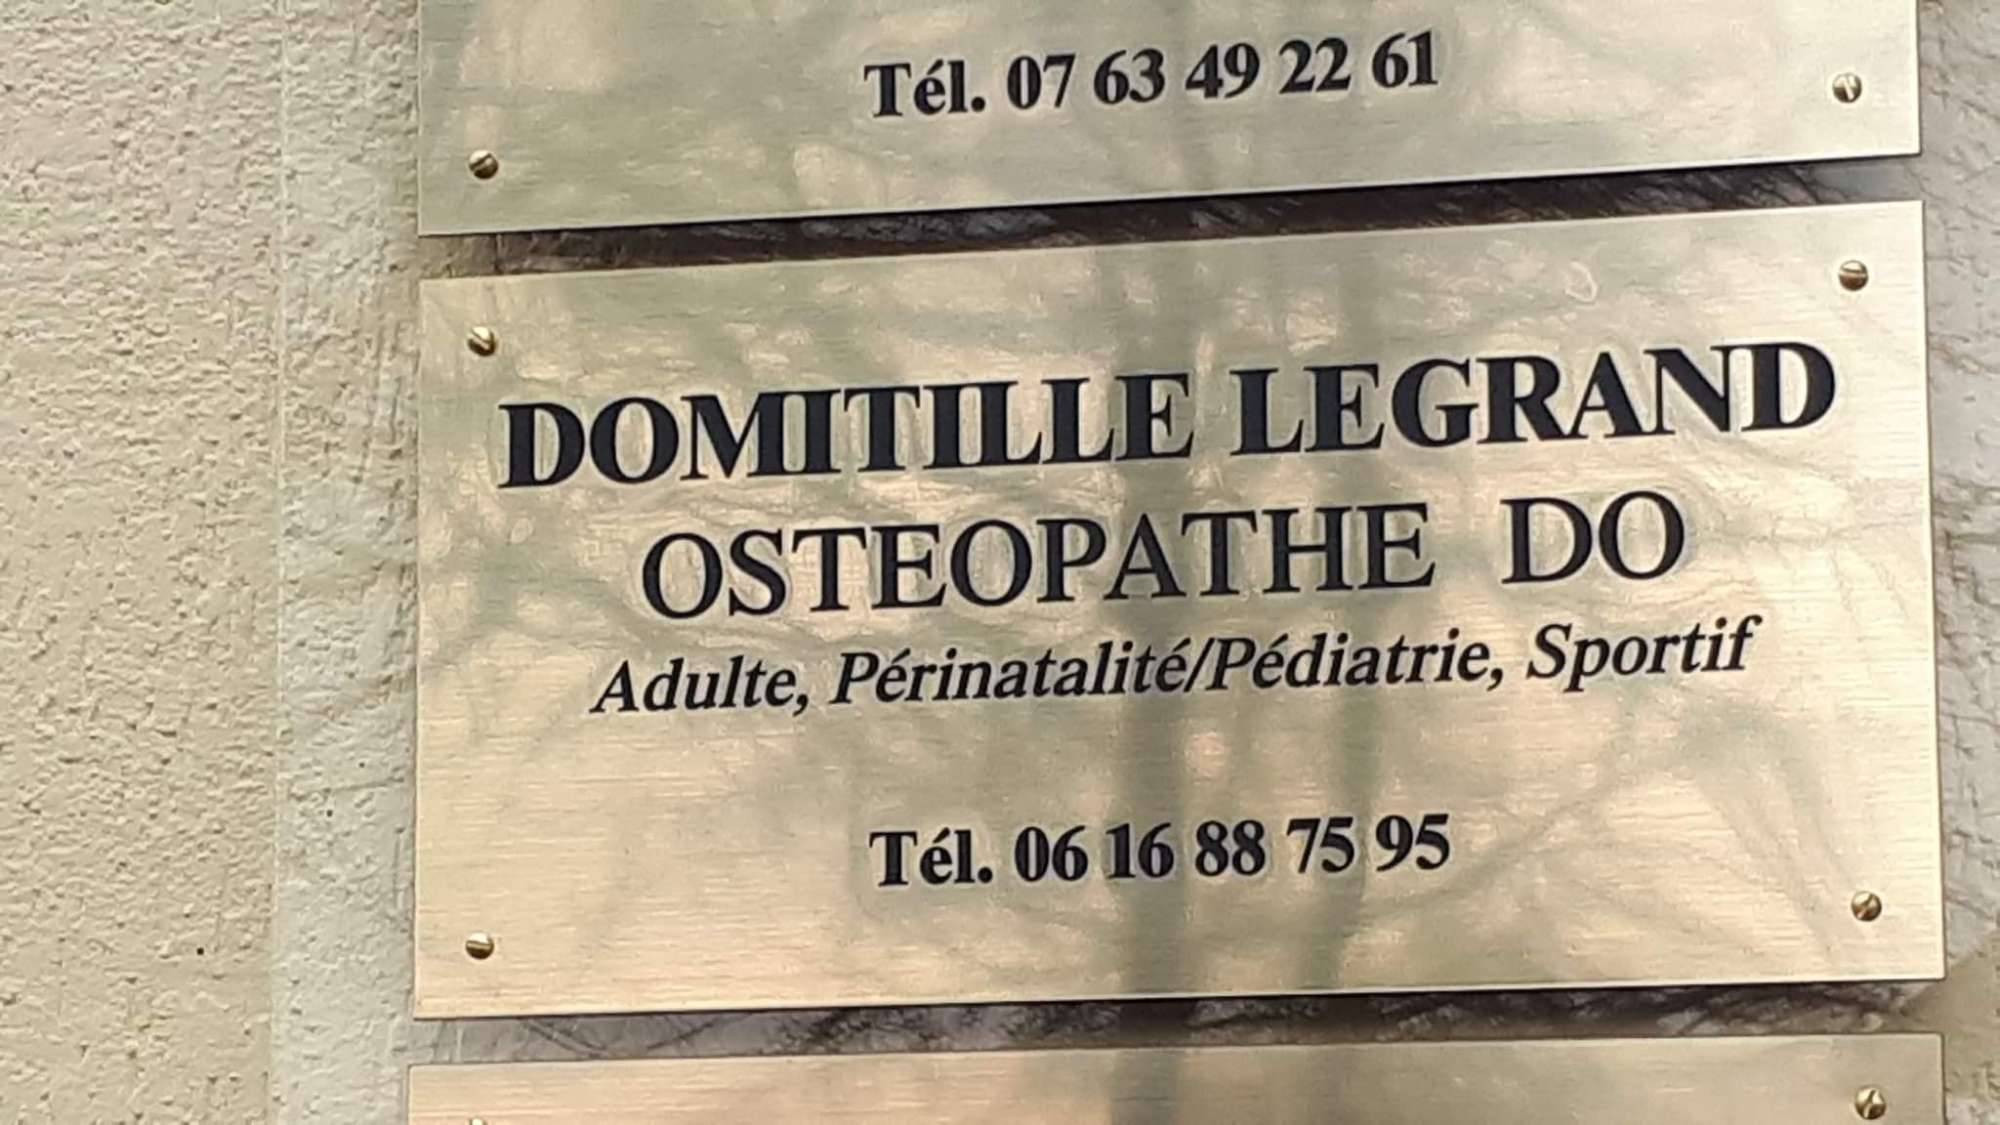 Tél. 07 63 49 22 61
DOMITILLE LEGRAND
OSTEOPATHE DO
Adulte, Périnatalité/Pédiatrie, Sportif
Tél. 06 16 88 75 95